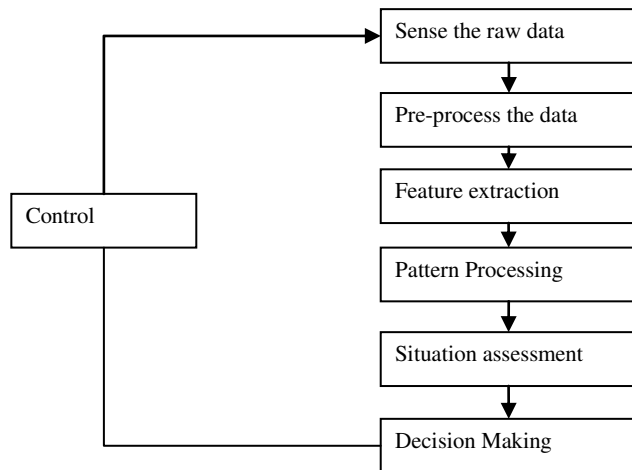 Sense the raw data
Pre-process the data
Feature extraction
Control
Pattern Processing
Situation assessment
Decision Making